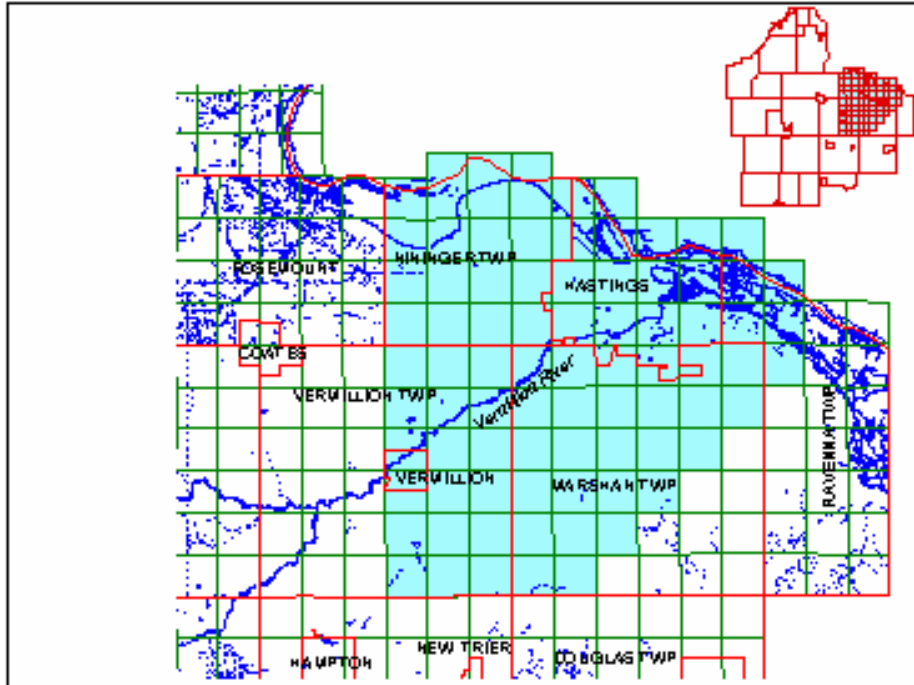 NININGER TWP
ROSEMOUNT
HASTINGS
COATES
VERMILLION TWP
Vermillion River
VERMILLION
MARSHAN TWP
RAVENNA TWP
NEW TRIER
HAMPTON
DOUGLAS TWP